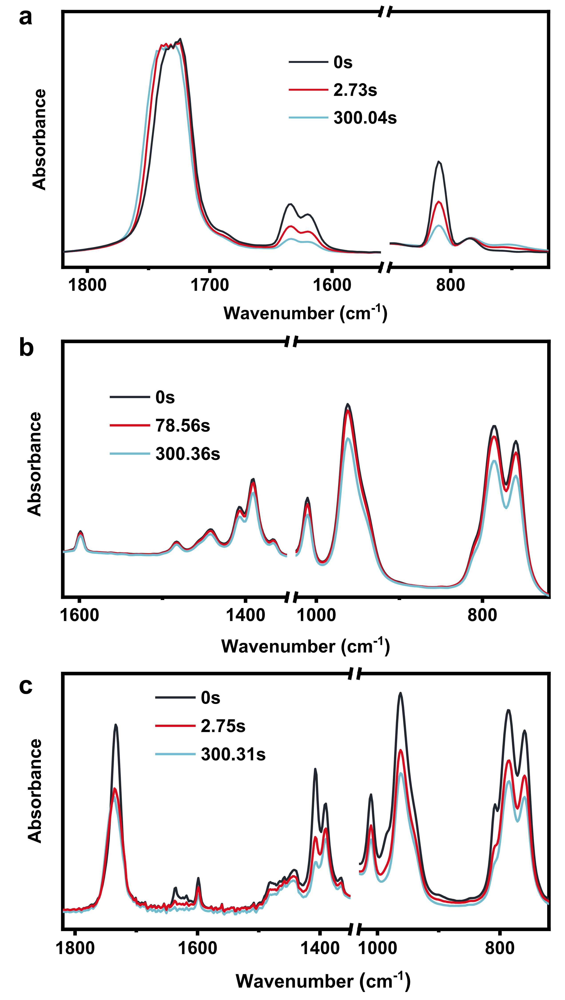 a
0s
2.73s
300.04s
Absorbance
1800 1700 1600 800
Wavenumber (cm-1)
b
0s
78.56s
300.36s
Absorbance
1600 1400 1000 800
Wavenumber (cm-1)
c
0s
2.75s
300.31s
Absorbance
1800 1600 1400 1000 800
Wavenumber (cm-1)